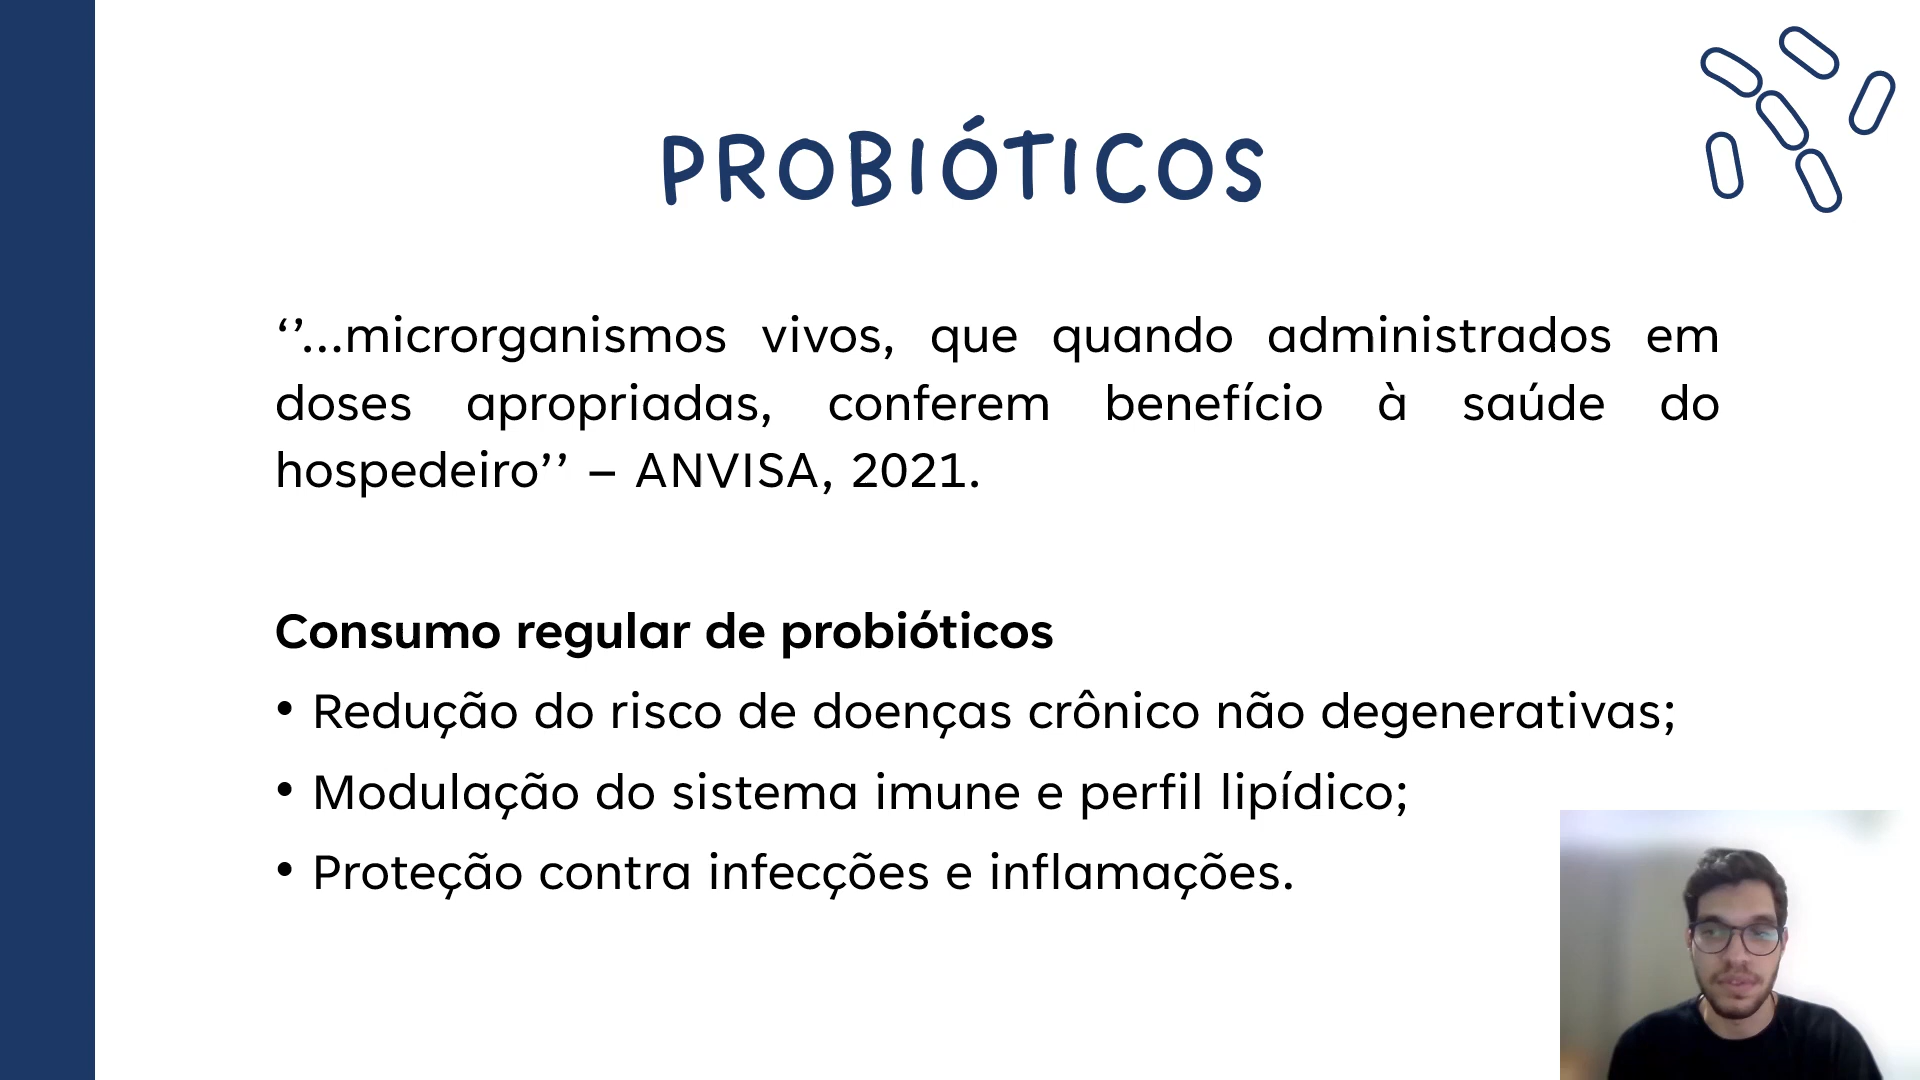 PROBIÓTICOS
‘’...microrganismos vivos, que quando administrados em
doses apropriadas, conferem benefício à saúde do
hospedeiro’’ – ANVISA, 2021.
Consumo regular de probióticos
• Redução do risco de doenças crônico não degenerativas;
• Modulação do sistema imune e perfil lipídico;
• Proteção contra infecções e inflamações.